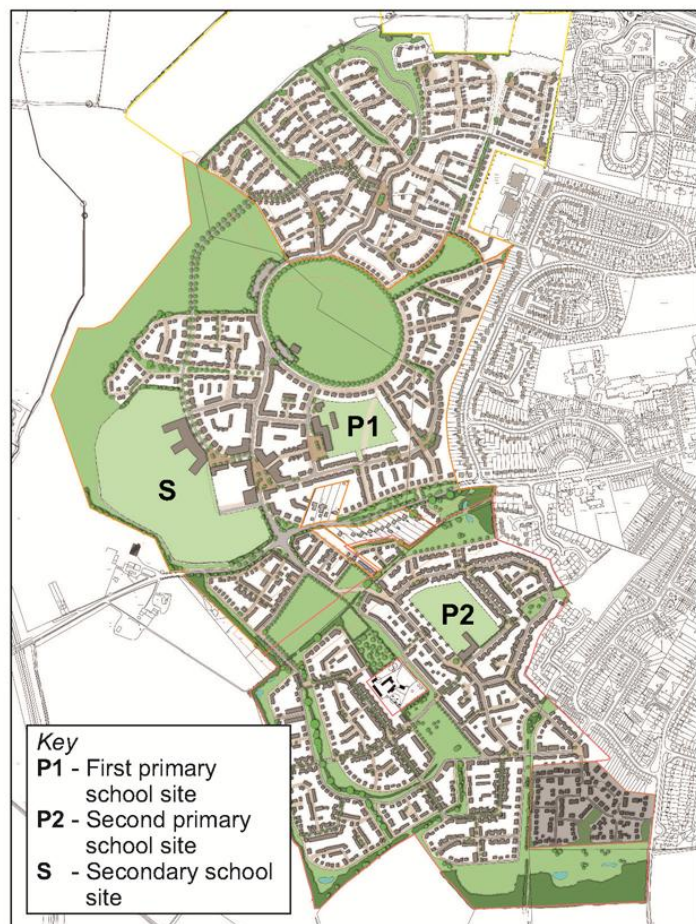 P1
S
P2
Key
P1 - First primary
school site
P2 - Second primary
school site
S - Secondary school
site